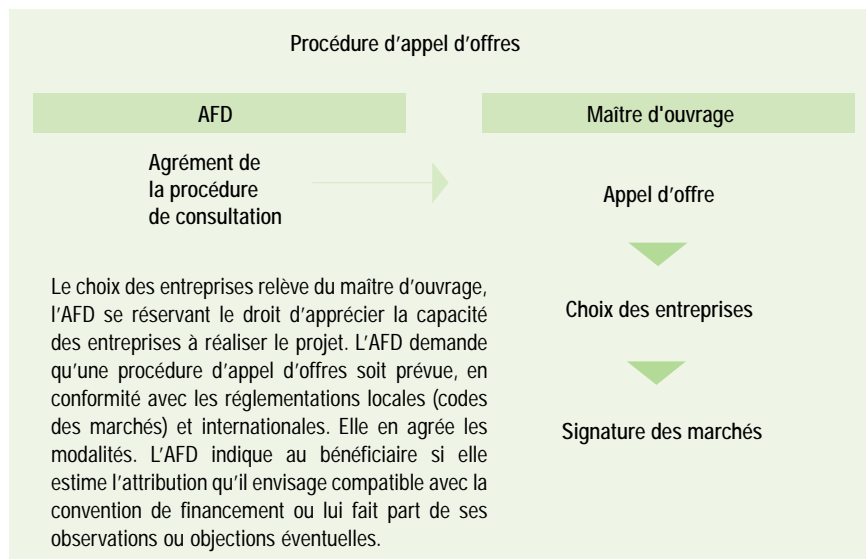 Procédure d'appel d'offres
AFD
Maître d'ouvrage
Agrément de
la procédure
de consultation
Appel d'offre
Choix des entreprises
Signature des marchés
Le choix des entreprises relève du maître d'ouvrage,
l'AFD se réservant le droit d'apprécier la capacité
des entreprises à réaliser le projet. L'AFD demande
qu'une procédure d'appel d'offres soit prévue, en
conformité avec les réglementations locales (codes
des marchés) et internationales. Elle en agrée les
modalités. L'AFD indique au bénéficiaire si elle
estime l'attribution qu'il envisage compatible avec la
convention de financement ou lui fait part de ses
observations ou objections éventuelles.